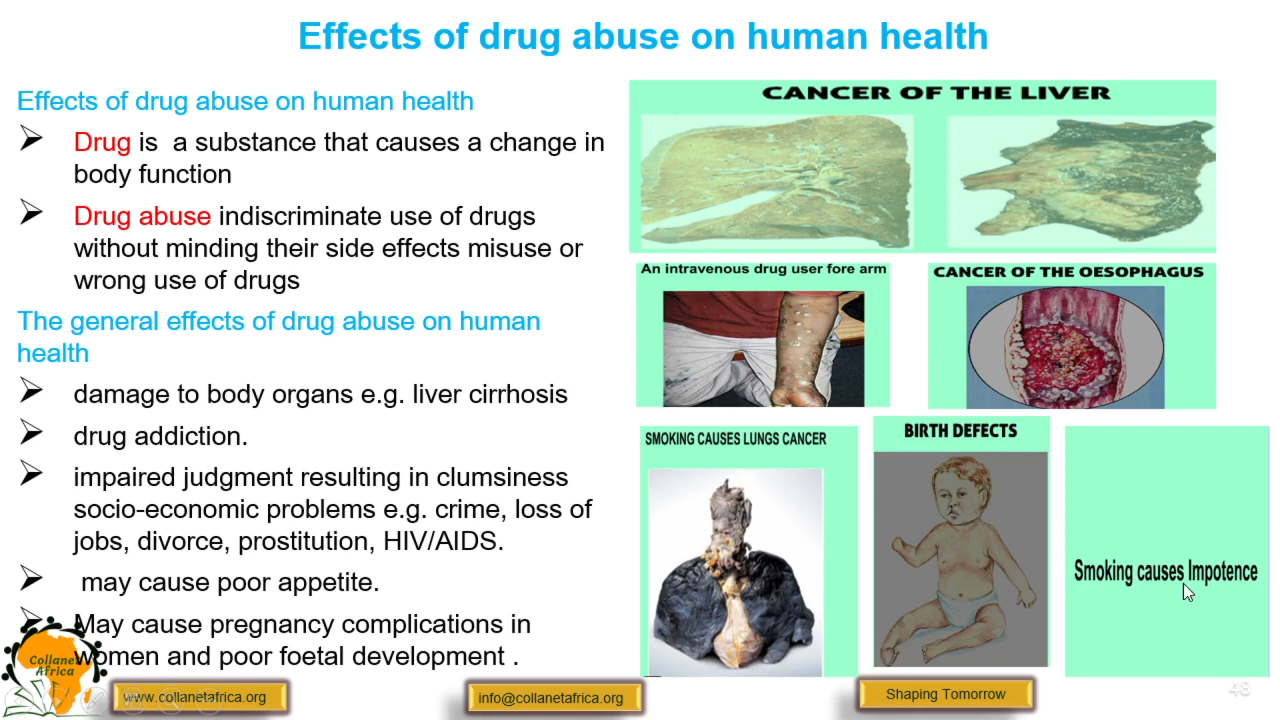 Effects of drug abuse on human health
Effects of drug abuse on human health
Drug is a substance that causes a change in
body function
Drug abuse indiscriminate use of drugs
without minding their side effects misuse or
wrong use of drugs
The general effects of drug abuse on human
health
damage to body organs e.g. liver cirrhosis
drug addiction.
impaired judgment resulting in clumsiness
socio-economic problems e.g. crime, loss of
jobs, divorce, prostitution, HIV/AIDS.
may cause poor appetite.
May cause pregnancy complications in
women and poor foetal development .
CANCER OF THE LIVER
An intravenous drug user fore arm
CANCER OF THE OESOPHAGUS
SMOKING CAUSES LUNGS CANCER
BIRTH DEFECTS
Smoking causes Impotence
Collanet
Africa
www.collanetafrica.org
info@collanetafrica.org
Shaping Tomorrow
48